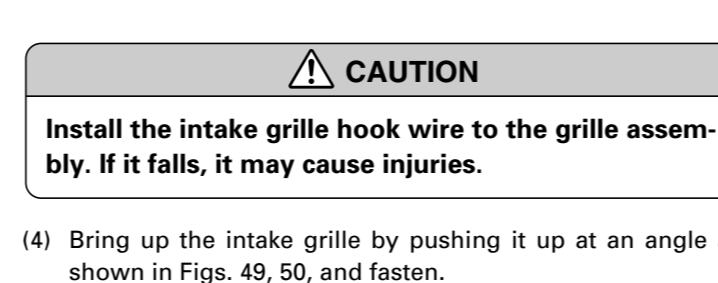 CAUTION
Install the intake grille hook wire to the grille assem-
bly. If it falls, it may cause injuries.
(4) Bring up the intake grille by pushing it up at an angle
shown in Figs. 49, 50, and fasten.